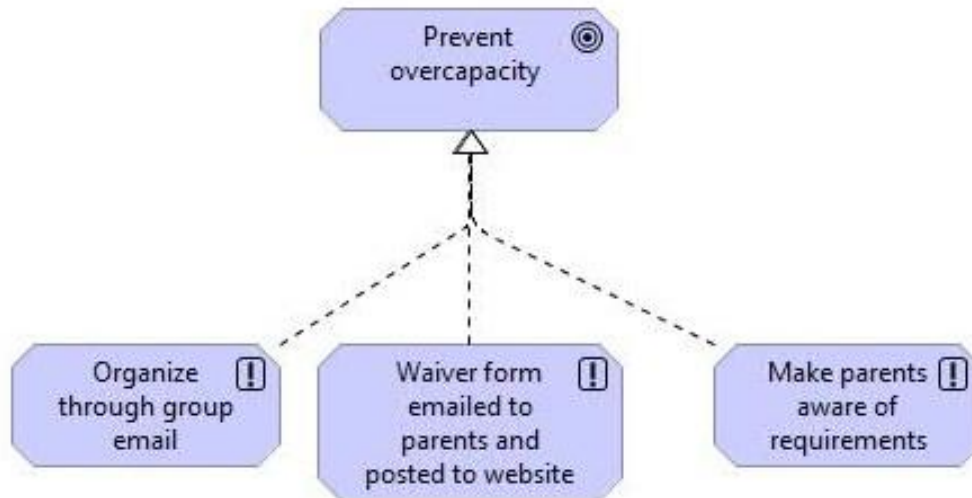 Prevent
overcapacity
Organize
through group
email
Waiver form
emailed to
parents and
posted to website
Make parents
aware of
requirements